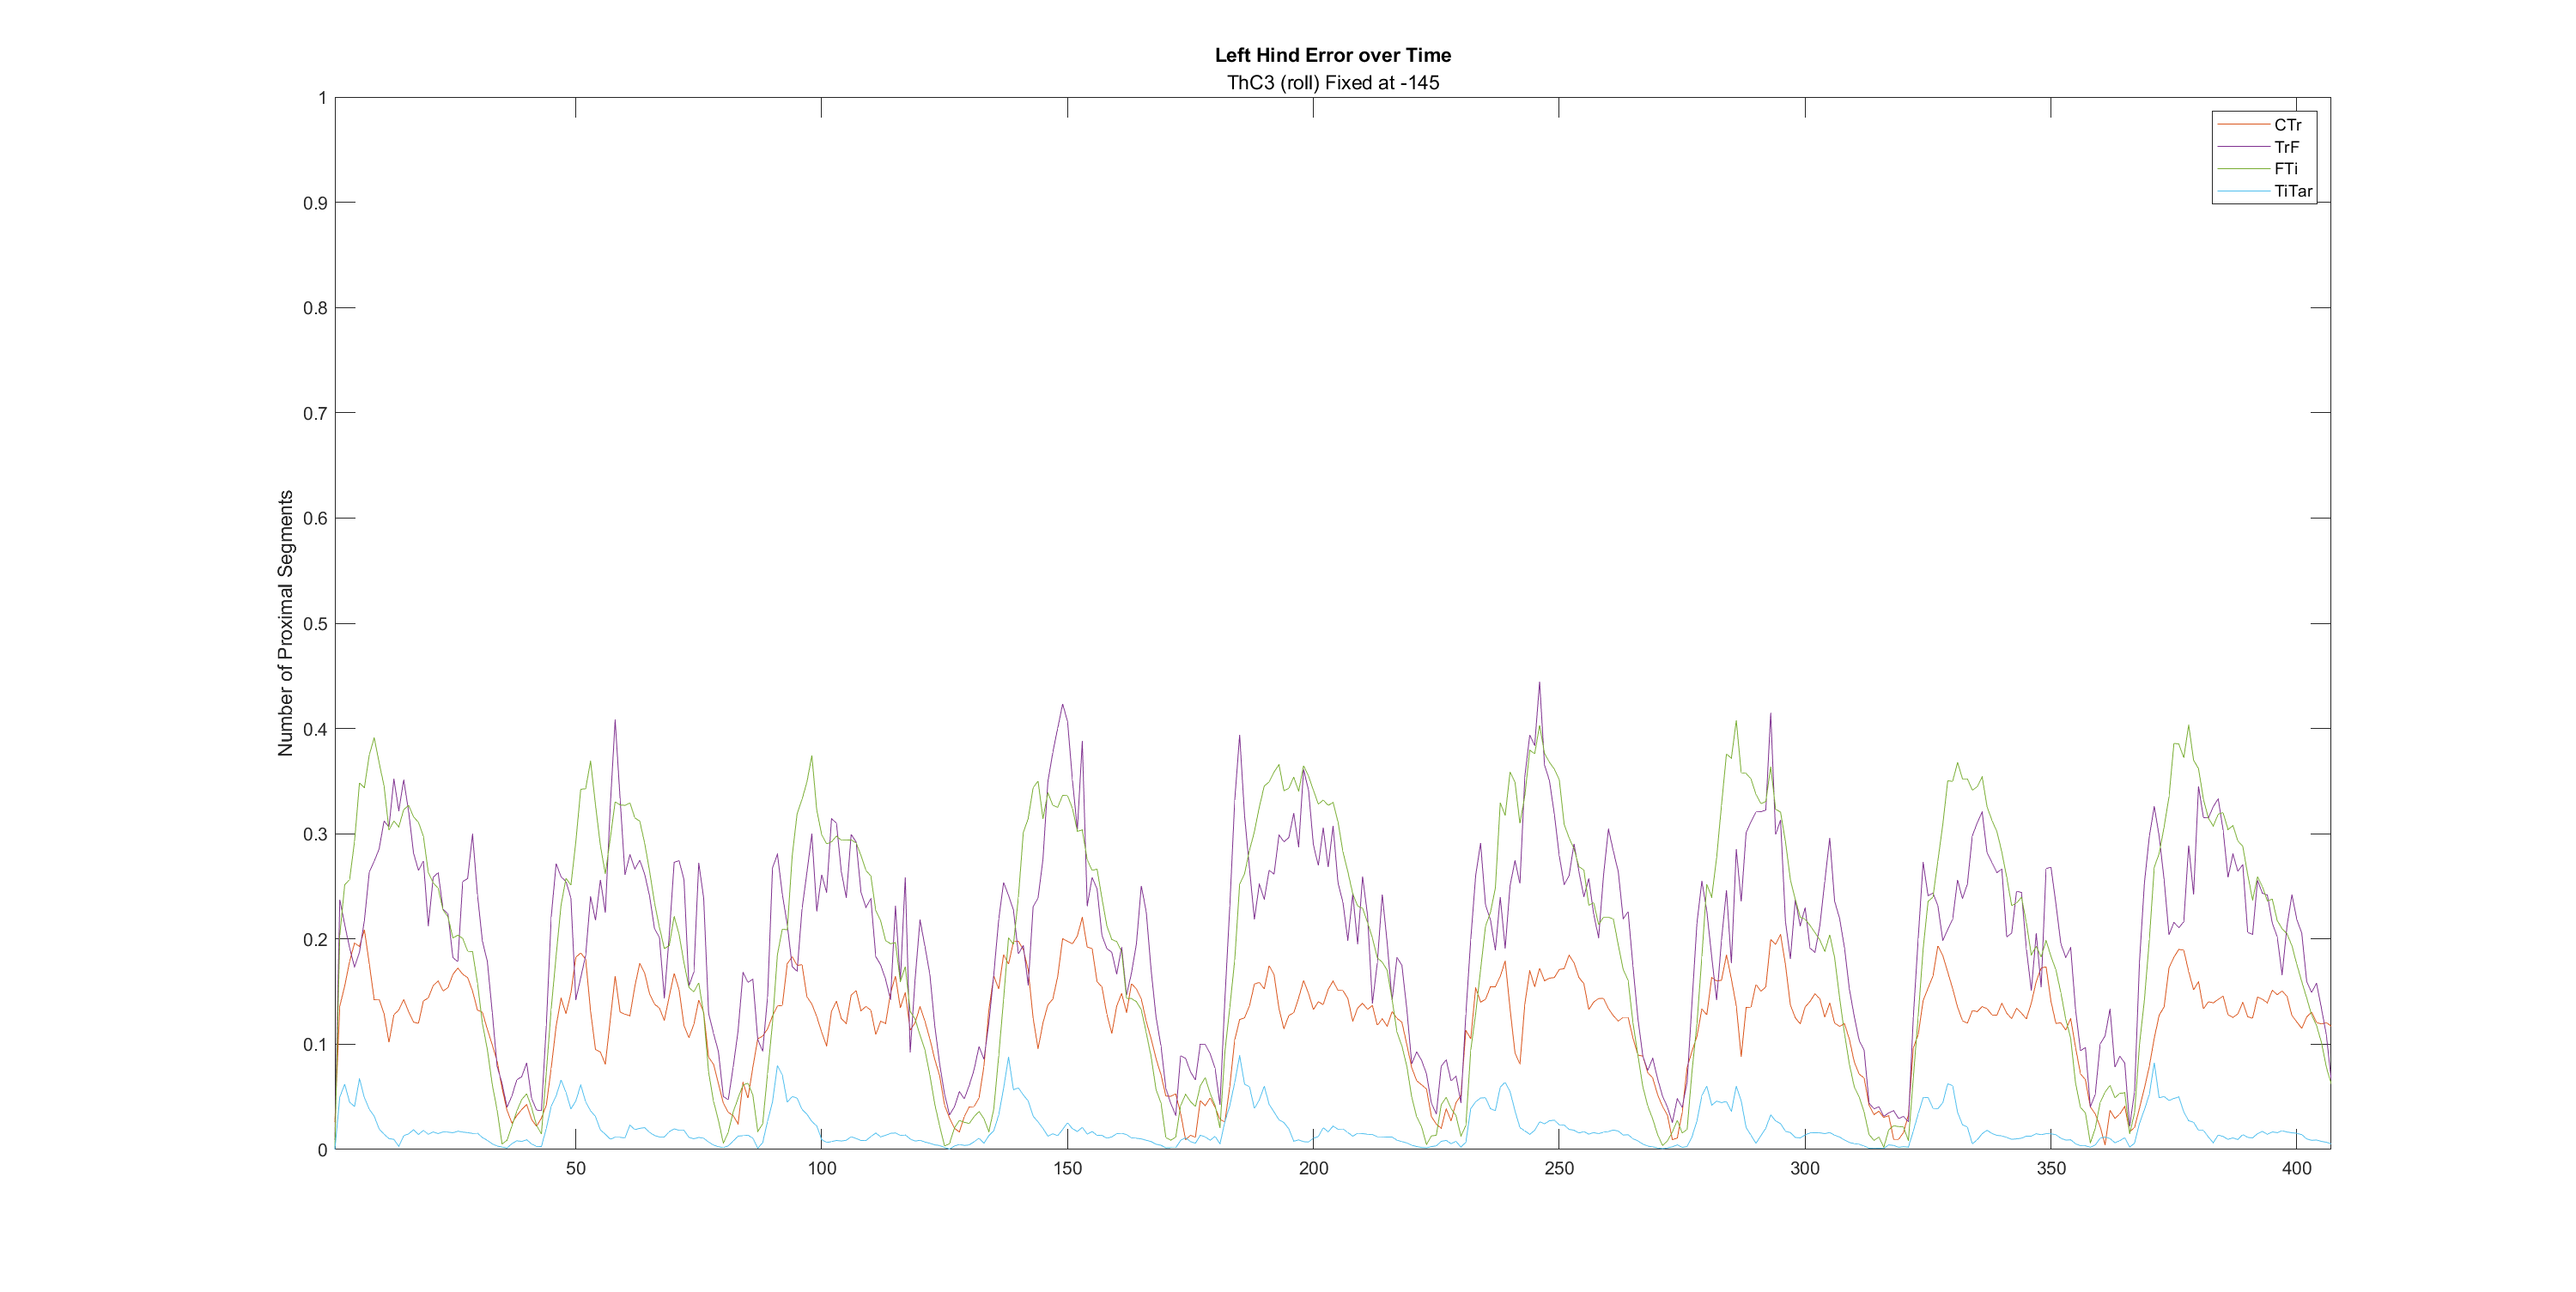 Left Hind Error over Time
ThC3 (roll) Fixed at -145
1
0.9
0.8
0.7
0.6
0.5
0.4
0.3
0.2
0.1
0
Number of Proximal Segments
CTr
TrF
FTi
TiTar
50
100
150
200
250
300
350
400